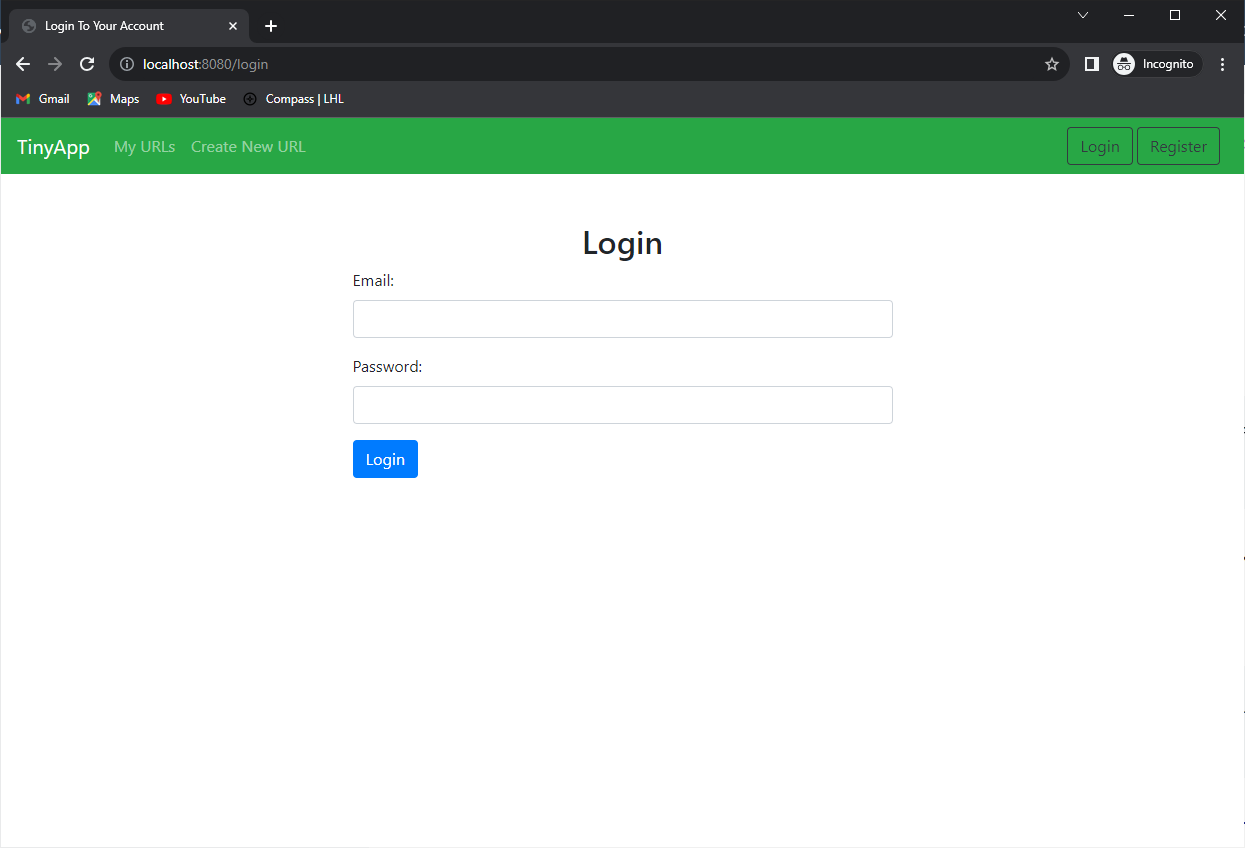 Login To Your Account
localhost:8080/login
Incognito
Gmail Maps YouTube Compass | LHL
TinyApp My URLs Create New URL Login Register
Login
Email:
Password:
Login